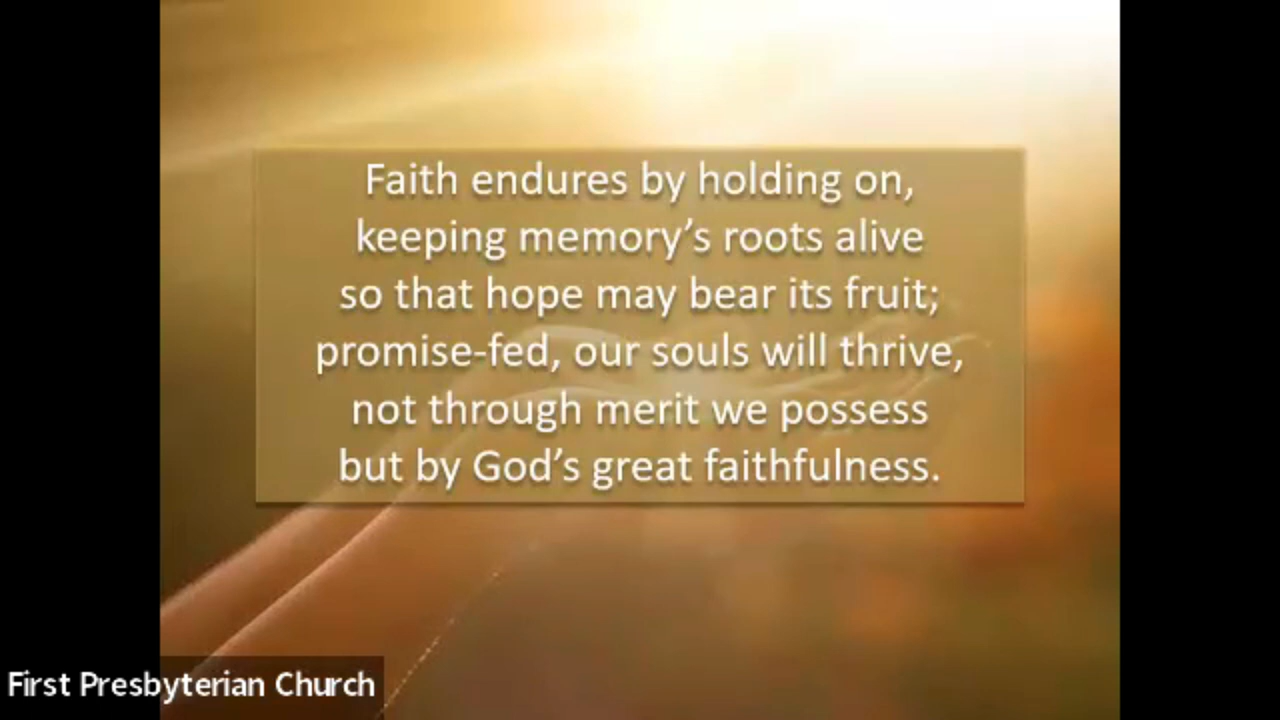 Faith endures by holding on,
keeping memory’s roots alive
so that hope may bear its fruit;
promise-fed, our souls will thrive,
not through merit we possess
but by God’s great faithfulness.
First Presbyterian Church